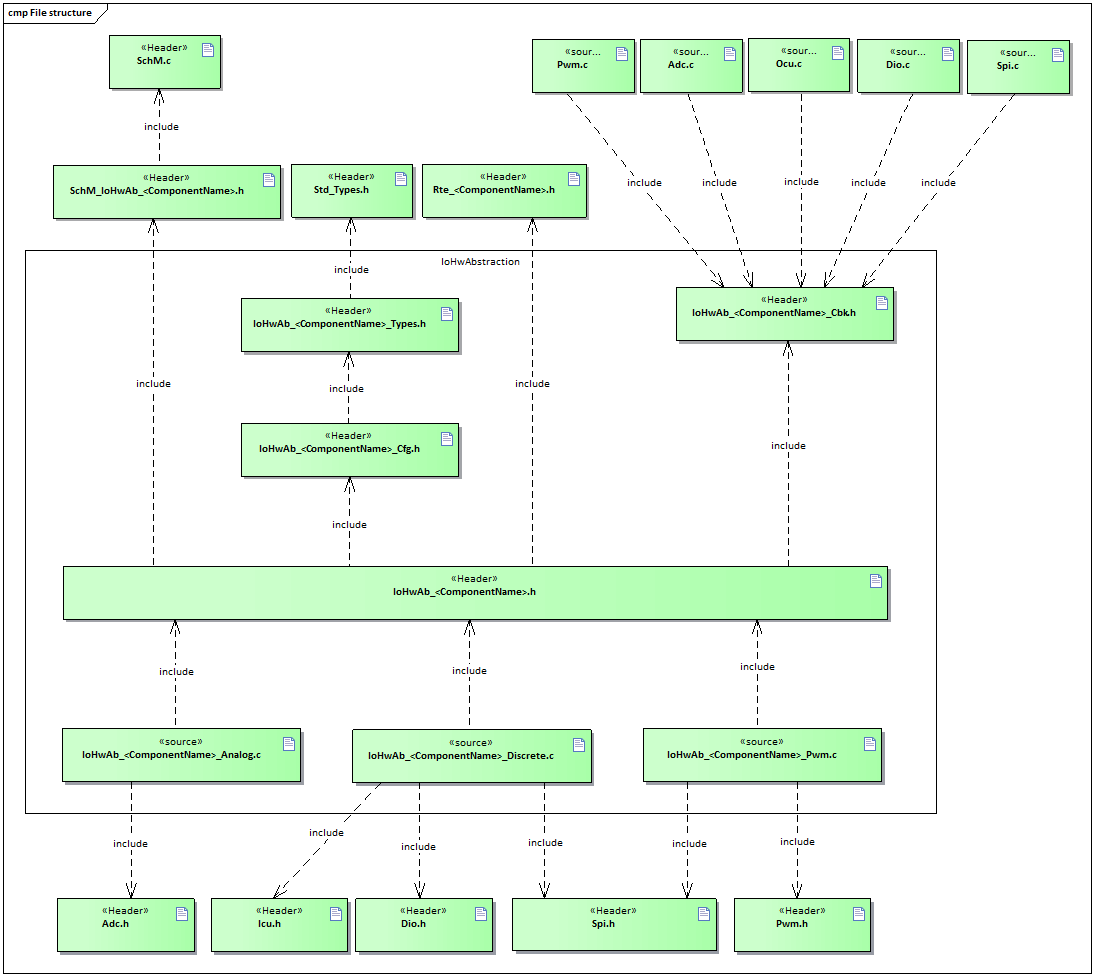 cmp File structure
«Header»
SchM.c
«sour...
Pwm.c
«sour...
Adc.c
«sour...
Ocu.c
«sour...
Dio.c
«sour...
Spi.c
include
«Header»
SchM_IoHwAb_<ComponentName>.h
«Header»
Std_Types.h
«Header»
Rte_<ComponentName>.h
include
include
include
include
include
IoHwAbstraction
include
«Header»
IoHwAb_<ComponentName>_Types.h
«Header»
IoHwAb_<ComponentName>_Cbk.h
include
include
include
«Header»
IoHwAb_<ComponentName>_Cfg.h
include
include
«Header»
IoHwAb_<ComponentName>.h
include
include
include
«source»
IoHwAb_<ComponentName>_Analog.c
«source»
IoHwAb_<ComponentName>_Discrete.c
«source»
IoHwAb_<ComponentName>_Pwm.c
include
include
include
include
include
include
«Header»
Adc.h
«Header»
Icu.h
«Header»
Dio.h
«Header»
Spi.h
«Header»
Pwm.h